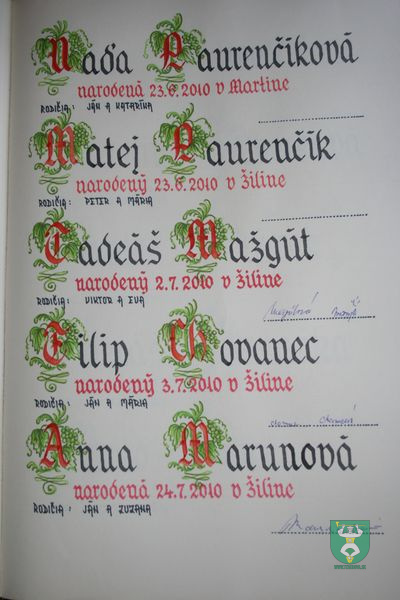 Naďa Laurenčíková
narodená 23.6.2010 v Martine
RODIČIA: JÁN A KATARÍNA
Matej Laurenčík
narodený 23.6.2010 v Žiline
RODIČIA: PETER A MÁRIA
Tadeáš Mažgút
narodený 2.7.2010 v Žiline
RODIČIA: VIKTOR A EVA
Filip Chovanec
narodený 3.7.2010 v Žiline
RODIČIA: JÁN A MÁRIA
Anna Marunová
narodená 24.7.2010 v Žiline
RODIČIA: JÁN A ZUZANA